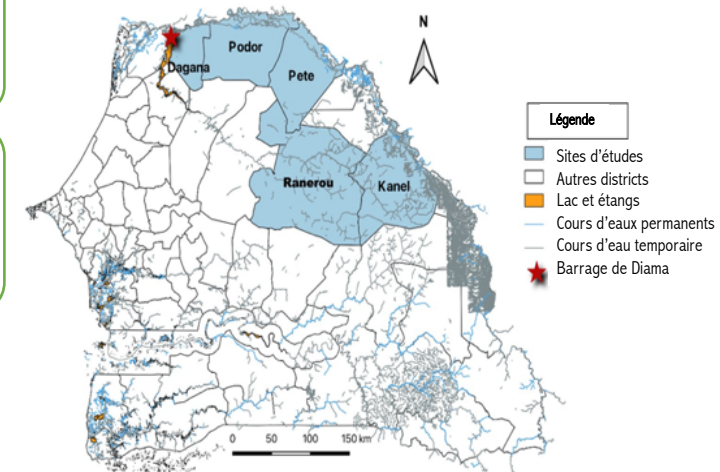 N
Podor
Dagana
Pete
Ranerou
Kanel
Légende
Sites d'études
Autres districts
Lac et étangs
Cours d'eaux permanents
Cours d'eau temporaire
Barrage de Diama
0 50 100 150 km